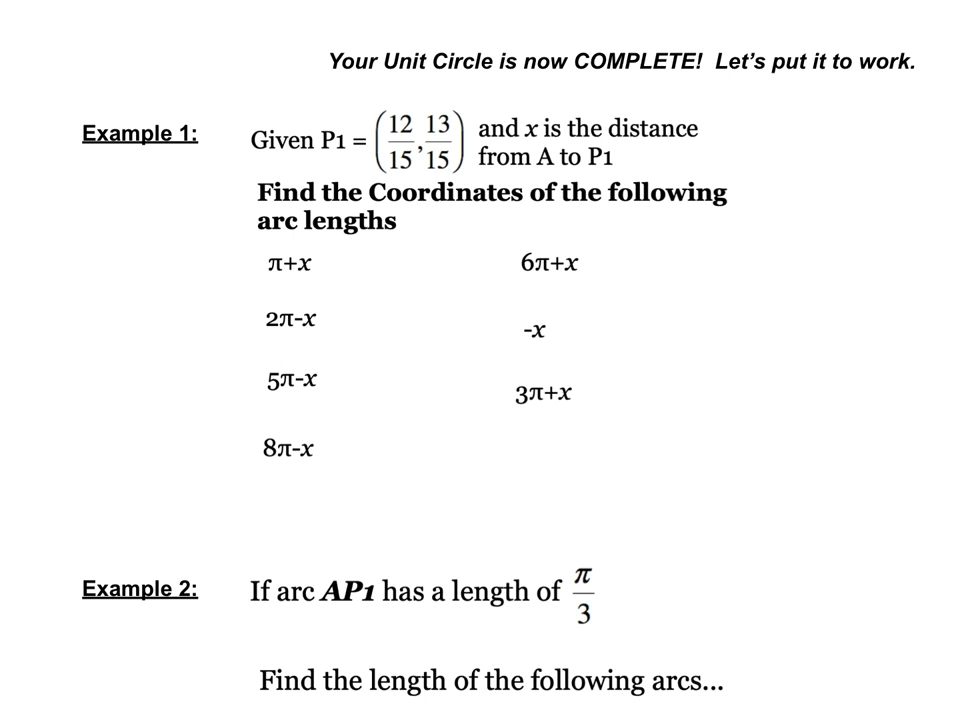 Your Unit Circle is now COMPLETE!  Let’s put it to work.
Example 1:
Given P1 = (12/15, 13/15) and x is the distance
from A to P1
Find the Coordinates of the following
arc lengths
π+x
6π+x
2π-x
-x
5π-x
3π+x
8π-x
Example 2:
If arc AP1 has a length of π/3
Find the length of the following arcs...